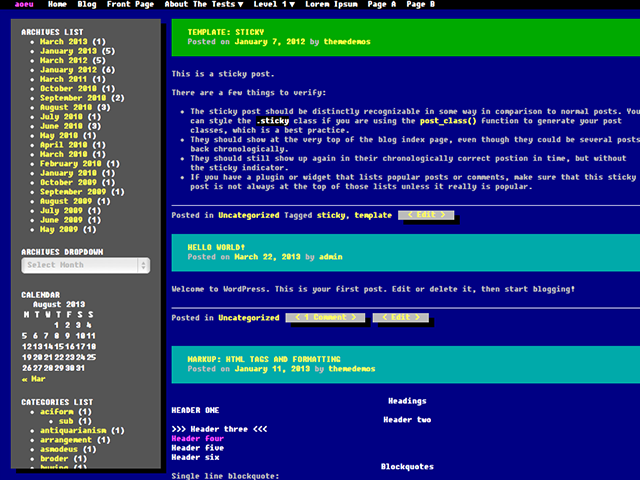 aoeu Home Blog Front Page About The Tests ▼ Level 1 ▼ Lorem Ipsum Page A Page B
ARCHIVES LIST
• March 2013 (1)
• January 2013 (5)
• March 2012 (5)
• January 2012 (6)
• March 2011 (1)
• October 2010 (1)
• September 2010 (2)
• August 2010 (3)
• July 2010 (1)
• June 2010 (3)
• May 2010 (1)
• April 2010 (1)
• March 2010 (1)
• February 2010 (1)
• January 2010 (1)
• October 2009 (1)
• September 2009 (1)
• August 2009 (1)
• July 2009 (1)
• June 2009 (1)
• May 2009 (1)
ARCHIVES DROPDOWN
Select Month
CALENDAR
August 2013
M T W T F S S
1 2 3 4
5 6 7 8 9 10 11
12 13 14 15 16 17 18
19 20 21 22 23 24 25
26 27 28 29 30 31
« Mar
CATEGORIES LIST
• aciform (1)
• sub (1)
• antiquarianism (1)
• arrangement (1)
• asmodeus (1)
• broder (1)
• buying (1)
TEMPLATE: STICKY
Posted on January 7, 2012 by themedemos
This is a sticky post.
There are a few things to verify:
• The sticky post should be distinctly recognizable in some way in comparison to normal posts. You
can style the .sticky class if you are using the post_class() function to generate your post
classes, which is a best practice.
• They should show at the very top of the blog index page, even though they could be several posts
back chronologically.
• They should still show up again in their chronologically correct postion in time, but without
the sticky indicator.
• If you have a plugin or widget that lists popular posts or comments, make sure that this sticky
post is not always at the top of those lists unless it really is popular.
Posted in Uncategorized Tagged sticky, template < Edit >
HELLO WORLD!
Posted on March 22, 2013 by admin
Welcome to WordPress. This is your first post. Edit or delete it, then start blogging!
Posted in Uncategorized < 1 Comment > < Edit >
MARKUP: HTML TAGS AND FORMATTING
Posted on January 11, 2013 by themedemos
Headings
HEADER ONE
Header two
>>> Header three <<<
Header four
Header five
Header six
Blockquotes
Single line blockquote: